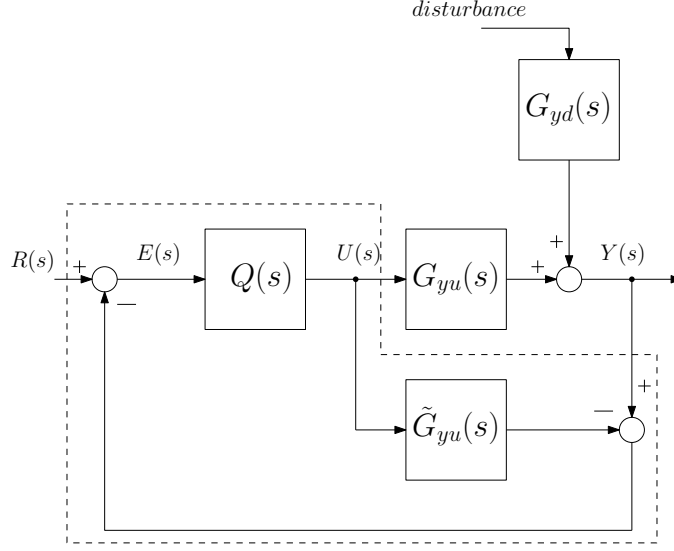 disturbance
G_{yd}(s)
+
R(s) + E(s) Q(s) U(s) G_{yu}(s) + Y(s)
−
+
− \tilde{G}_{yu}(s)